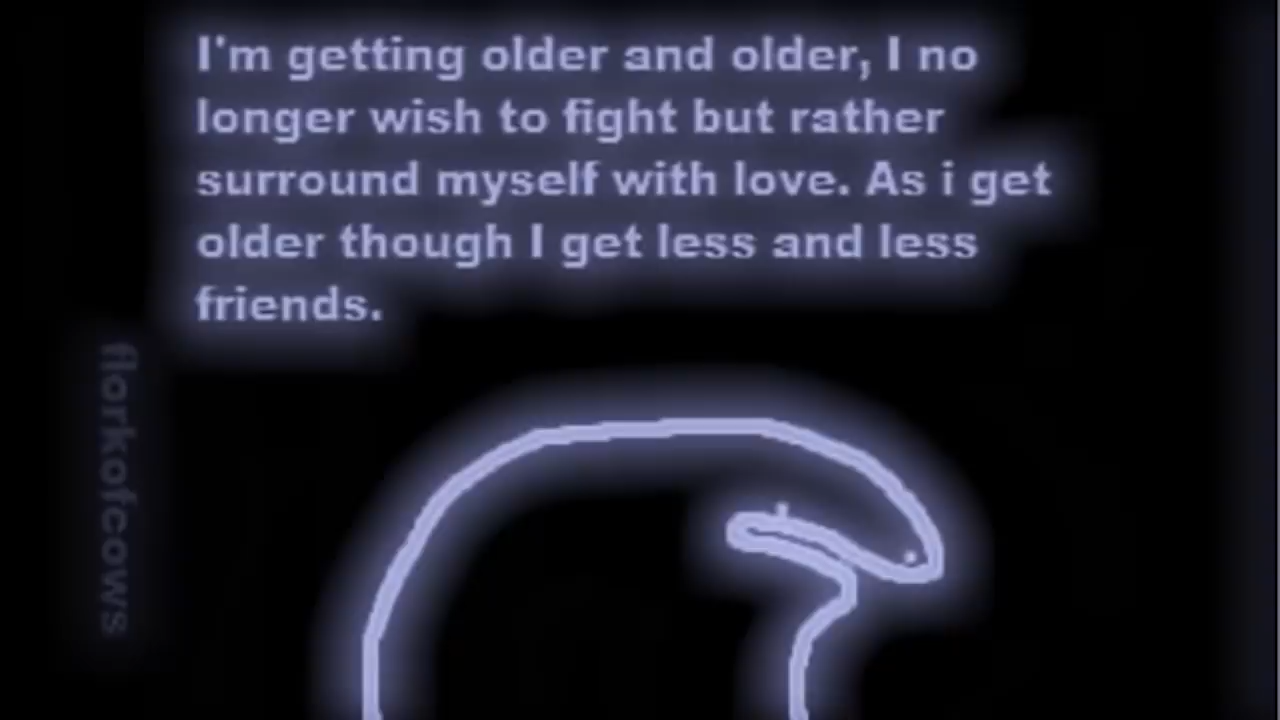 I'm getting older and older, I no
longer wish to fight but rather
surround myself with love. As i get
older though I get less and less
friends.
florkofcows